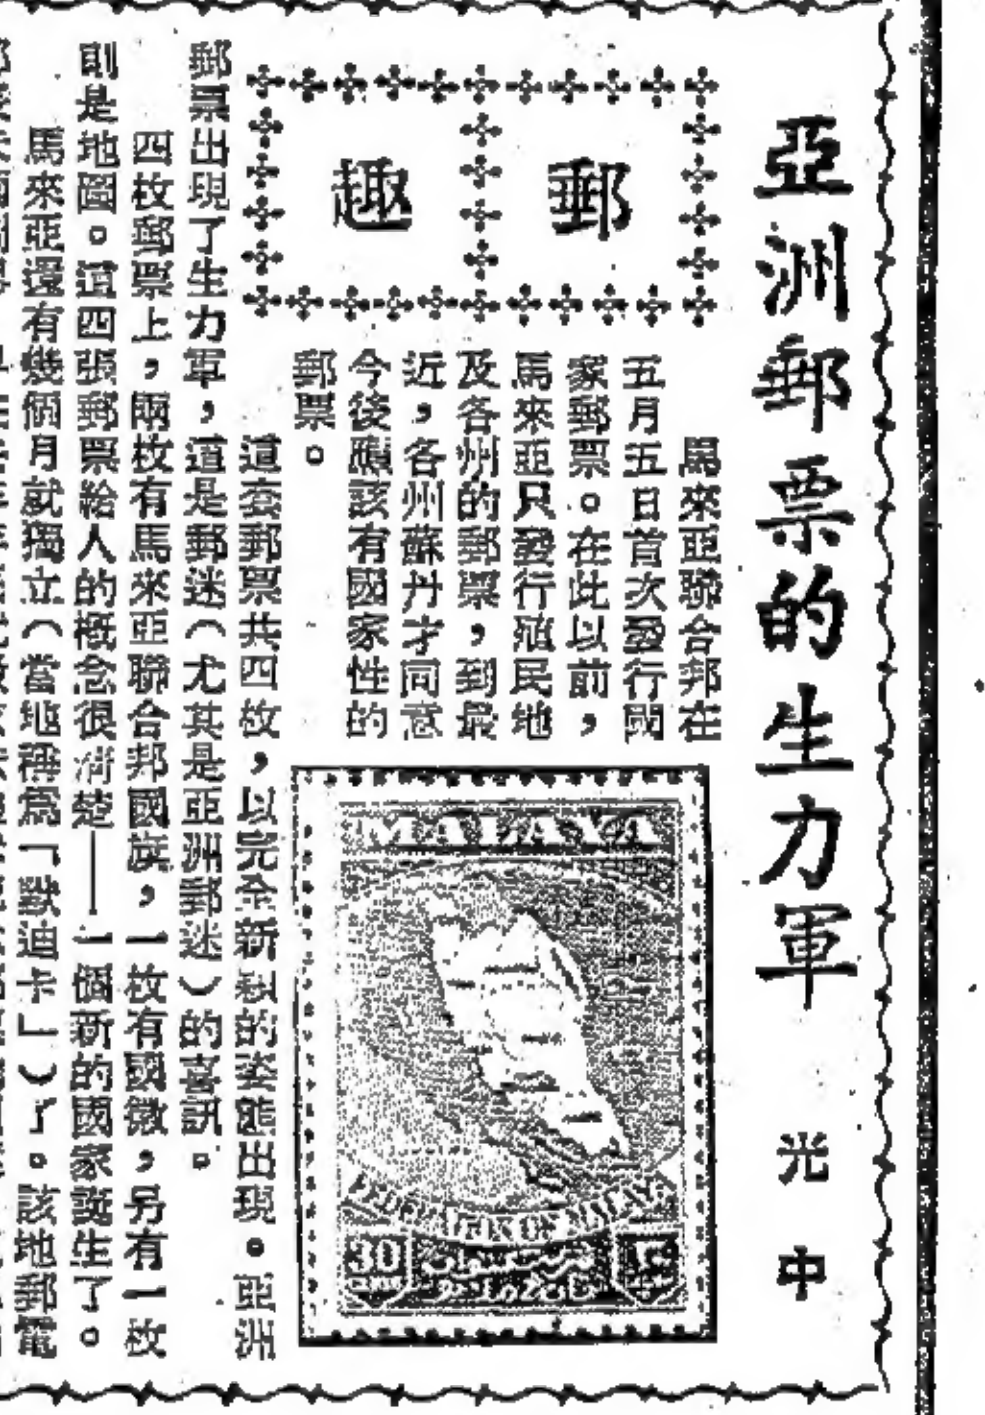 亞洲郵票的生力軍
光中
郵趣
馬來亞聯合邦在
五月五日首次發行國
家郵票。在此以前，
馬來亞只發行殖民地
及各州的郵票，到最
近，各州蘇丹才同意
今後應該有國家性的
郵票。
這套郵票共四枚，以完全新穎的姿態出現。亞洲
郵票出現了生力軍，這是郵迷（尤其是亞洲郵迷）的喜訊。
四枚郵票上，兩枚有馬來亞聯合邦國旗，一枚有國徽，另有一枚
則是地圖。這四張郵票給人的概念很清楚——一個新的國家誕生了。
馬來亞還有幾個月就獨立（當地稱爲「默迪卡」）了。該地郵電
MALAYA
30
CENTS